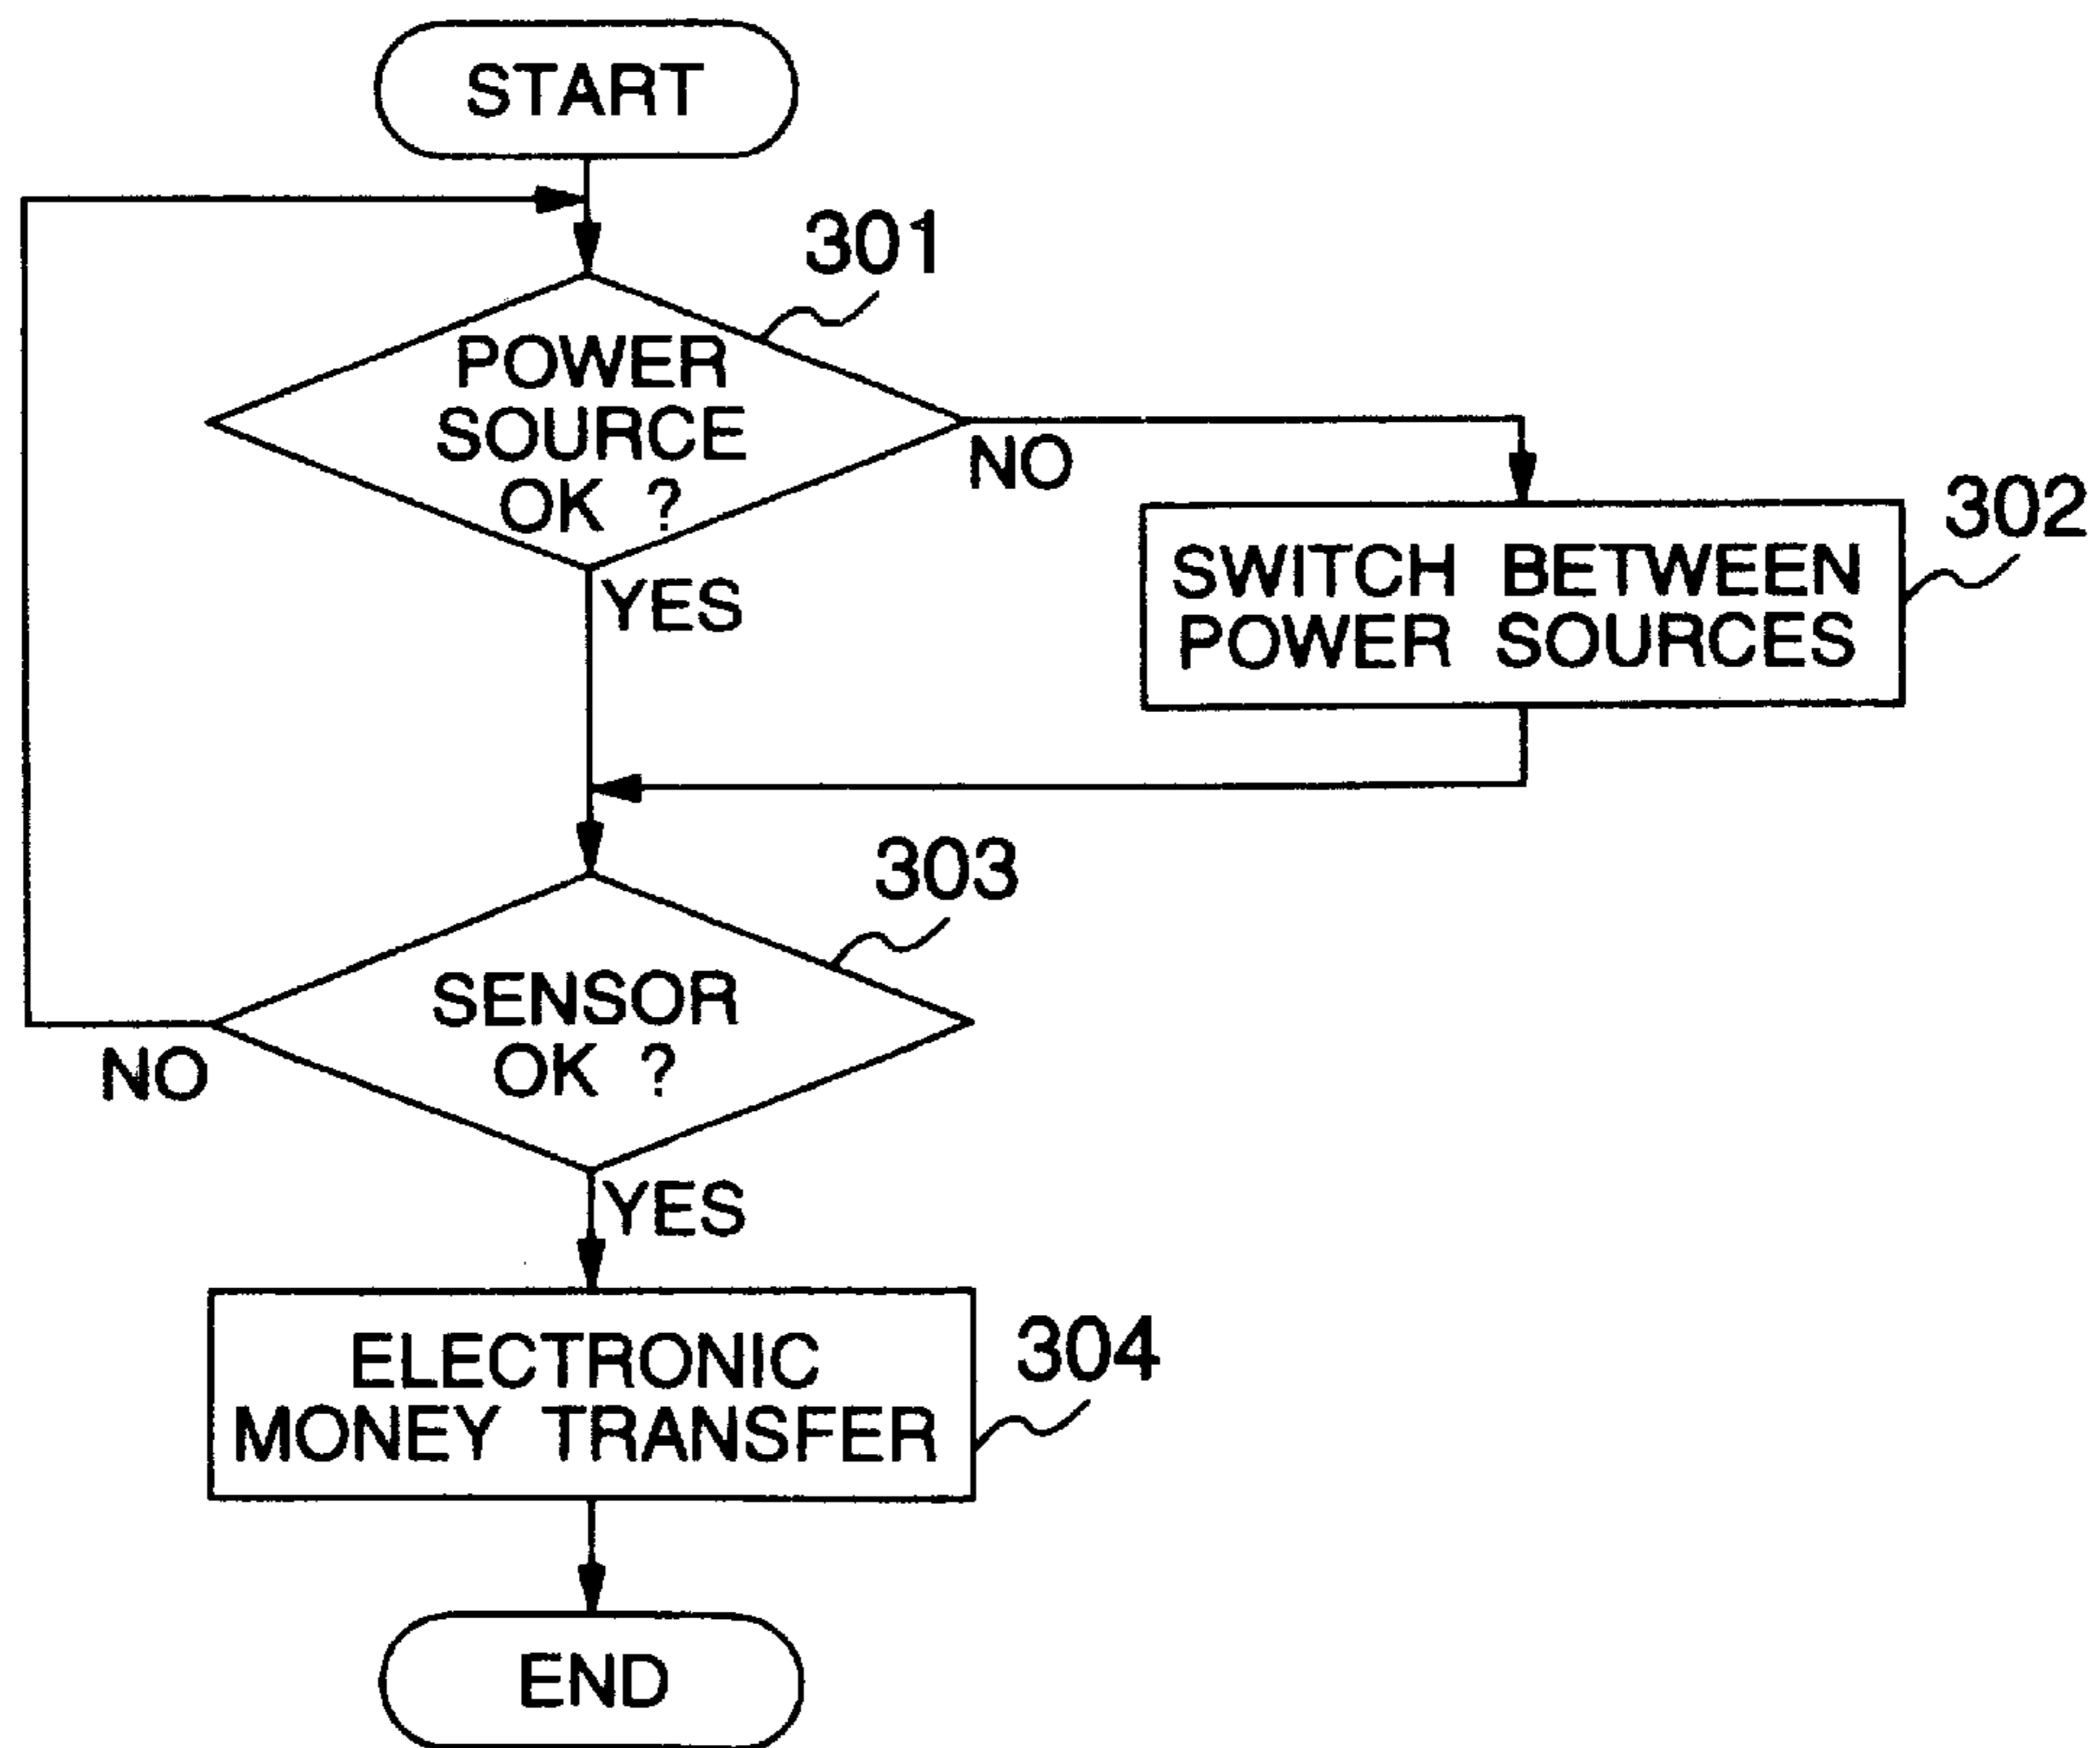 START
301
POWER
SOURCE
OK ?
NO
YES
302
SWITCH BETWEEN
POWER SOURCES
303
SENSOR
OK ?
NO
YES
304
ELECTRONIC
MONEY TRANSFER
END